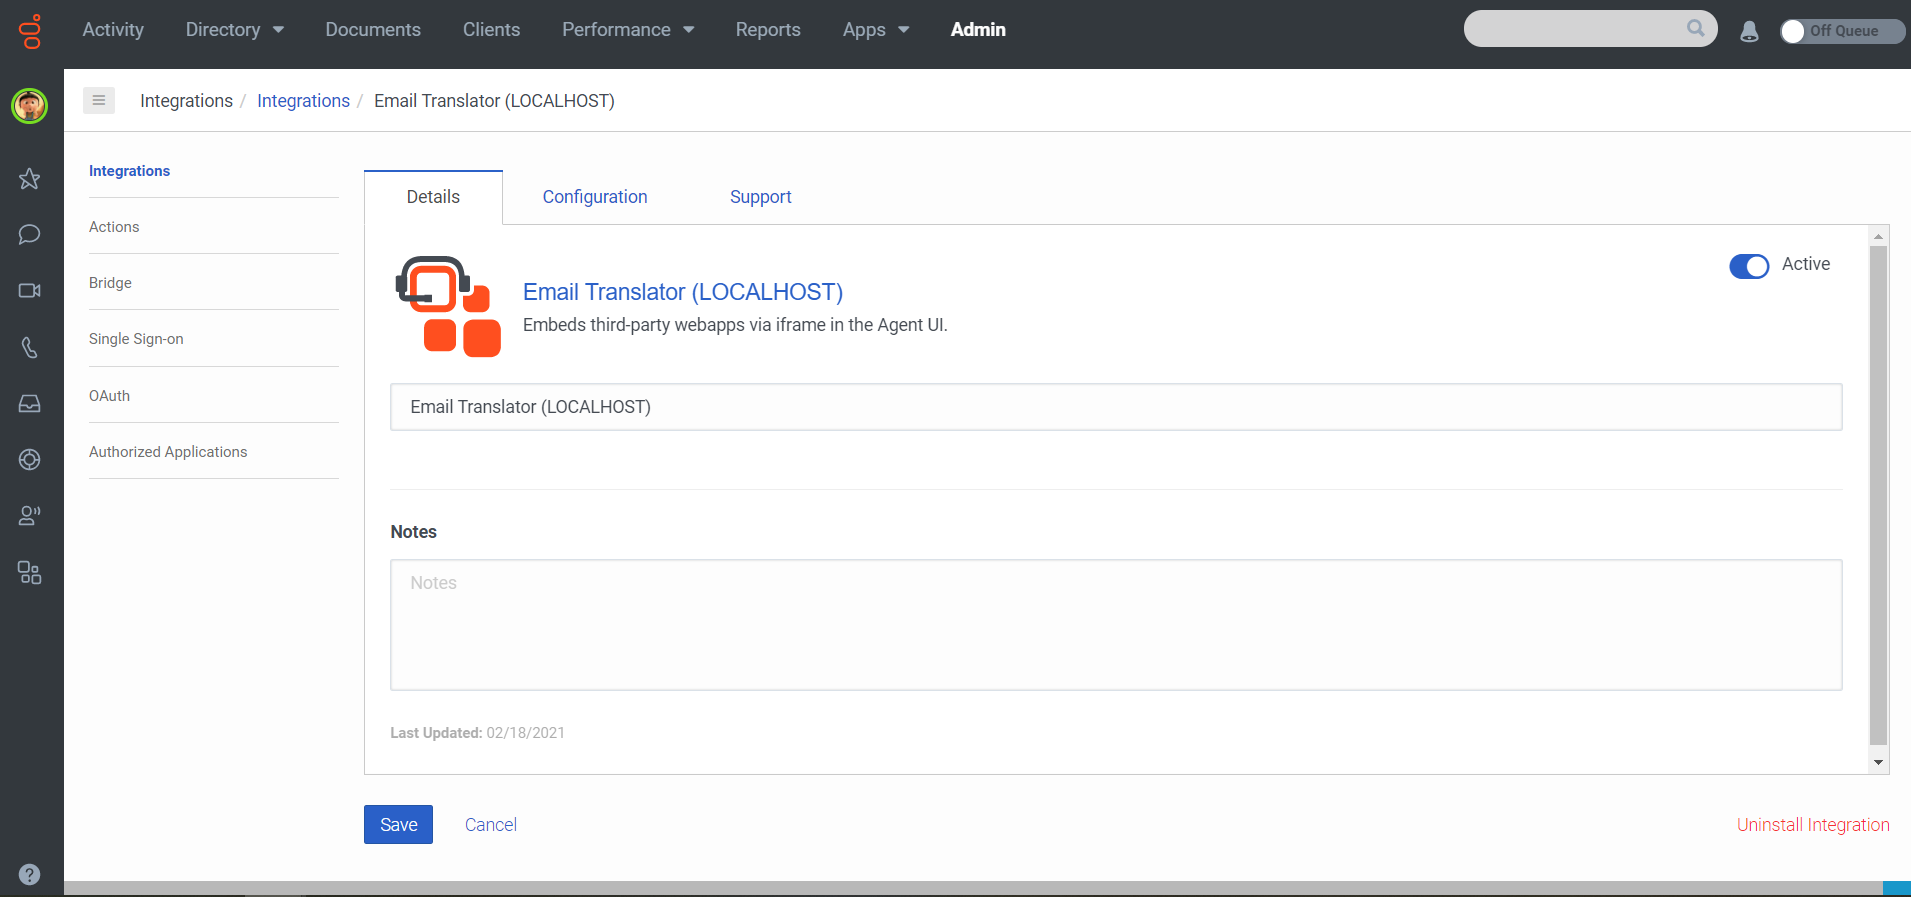 Activity Directory Documents Clients Performance Reports Apps Admin Off Queue
Integrations / Integrations / Email Translator (LOCALHOST)
Integrations
Actions
Bridge
Single Sign-on
OAuth
Authorized Applications
Details Configuration Support
Active
Email Translator (LOCALHOST)
Embeds third-party webapps via iframe in the Agent UI.
Email Translator (LOCALHOST)
Notes
Notes
Last Updated: 02/18/2021
Save Cancel Uninstall Integration